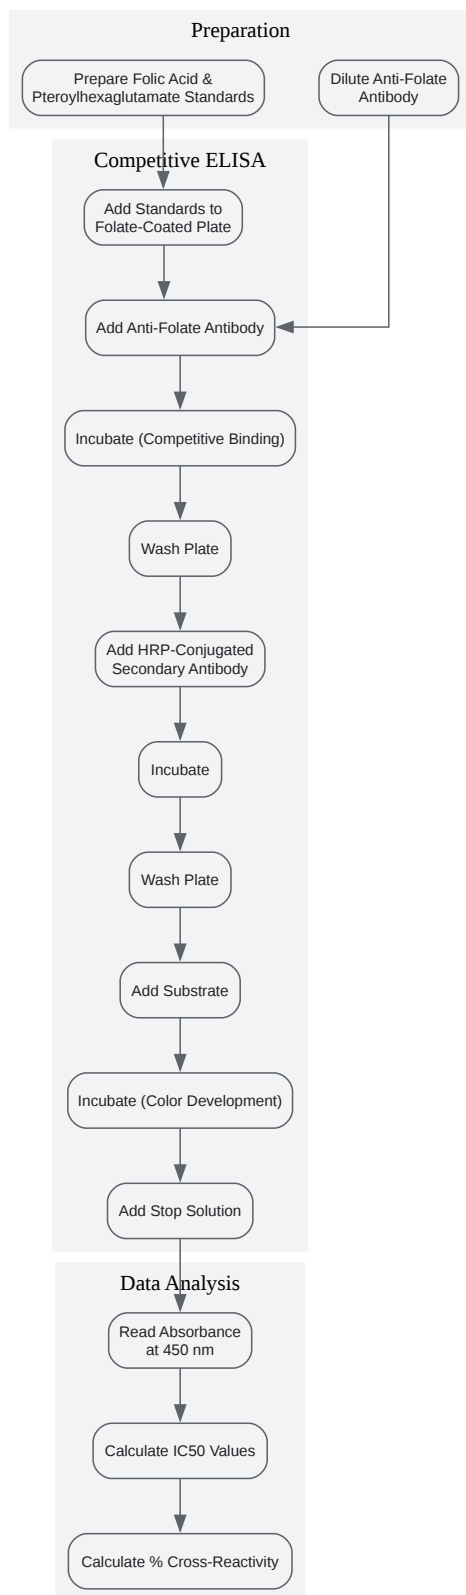 Preparation
Prepare Folic Acid &
Pteroylhexaglutamate Standards
Dilute Anti-Folate
Antibody
Competitive ELISA
Add Standards to
Folate-Coated Plate
Add Anti-Folate Antibody
Incubate (Competitive Binding)
Wash Plate
Add HRP-Conjugated
Secondary Antibody
Incubate
Wash Plate
Add Substrate
Incubate (Color Development)
Add Stop Solution
Data Analysis
Read Absorbance
at 450 nm
Calculate IC50 Values
Calculate % Cross-Reactivity